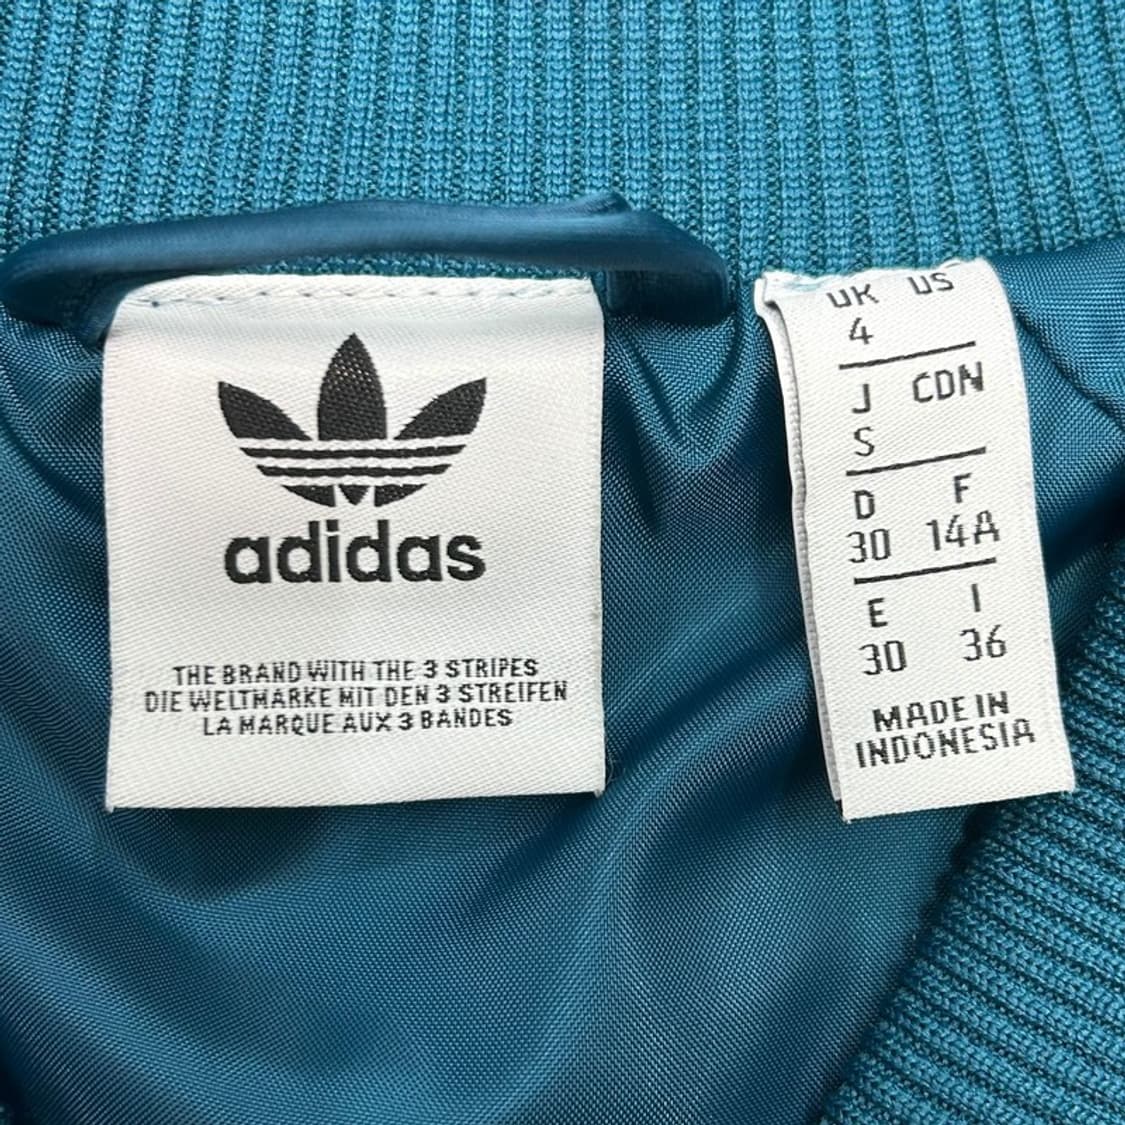 adidas
THE BRAND WITH THE 3 STRIPES
DIE WELTMARKE MIT DEN 3 STREIFEN
LA MARQUE AUX 3 BANDES
UK US
4
J CDN
S
D F
30 14A
E I
30 36
MADE IN
INDONESIA